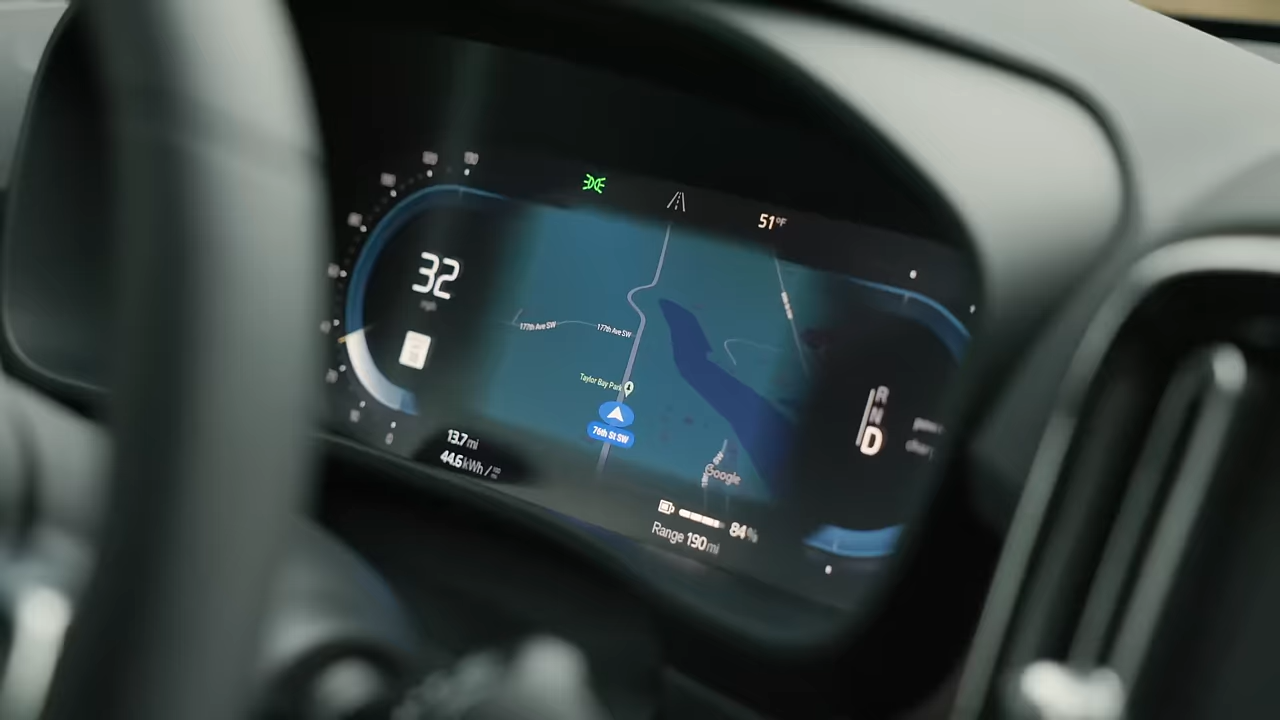 51°F
32
mph
177th Ave SW
177th Ave SW
Taylor Bay Park
76th St SW
R
N
D
13.7 mi
44.6 kWh /
Google
84%
Range 190 mi
0